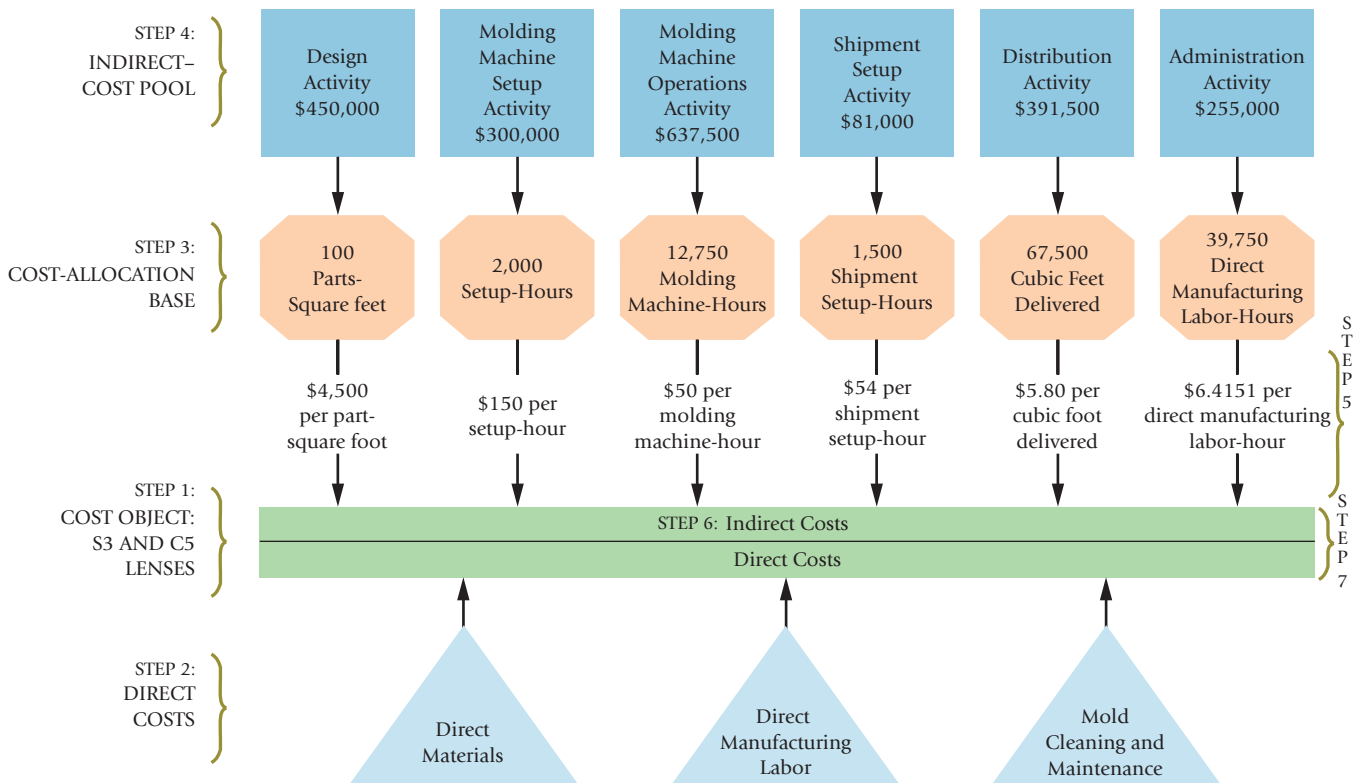 STEP 4:
INDIRECT–
COST POOL
Design
Activity
$450,000
Molding
Machine
Setup
Activity
$300,000
Molding
Machine
Operations
Activity
$637,500
Shipment
Setup
Activity
$81,000
Distribution
Activity
$391,500
Administration
Activity
$255,000
STEP 3:
COST-ALLOCATION
BASE
100
Parts-
Square feet
2,000
Setup-Hours
12,750
Molding
Machine-Hours
1,500
Shipment
Setup-Hours
67,500
Cubic Feet
Delivered
39,750
Direct
Manufacturing
Labor-Hours
STEP 5
$4,500
per part-
square foot
$150 per
setup-hour
$50 per
molding
machine-hour
$54 per
shipment
setup-hour
$5.80 per
cubic foot
delivered
$6.4151 per
direct manufacturing
labor-hour
STEP 1:
COST OBJECT:
S3 AND C5
LENSES
STEP 6: Indirect Costs
Direct Costs
STEP 7
STEP 2:
DIRECT
COSTS
Direct
Materials
Direct
Manufacturing
Labor
Mold
Cleaning and
Maintenance